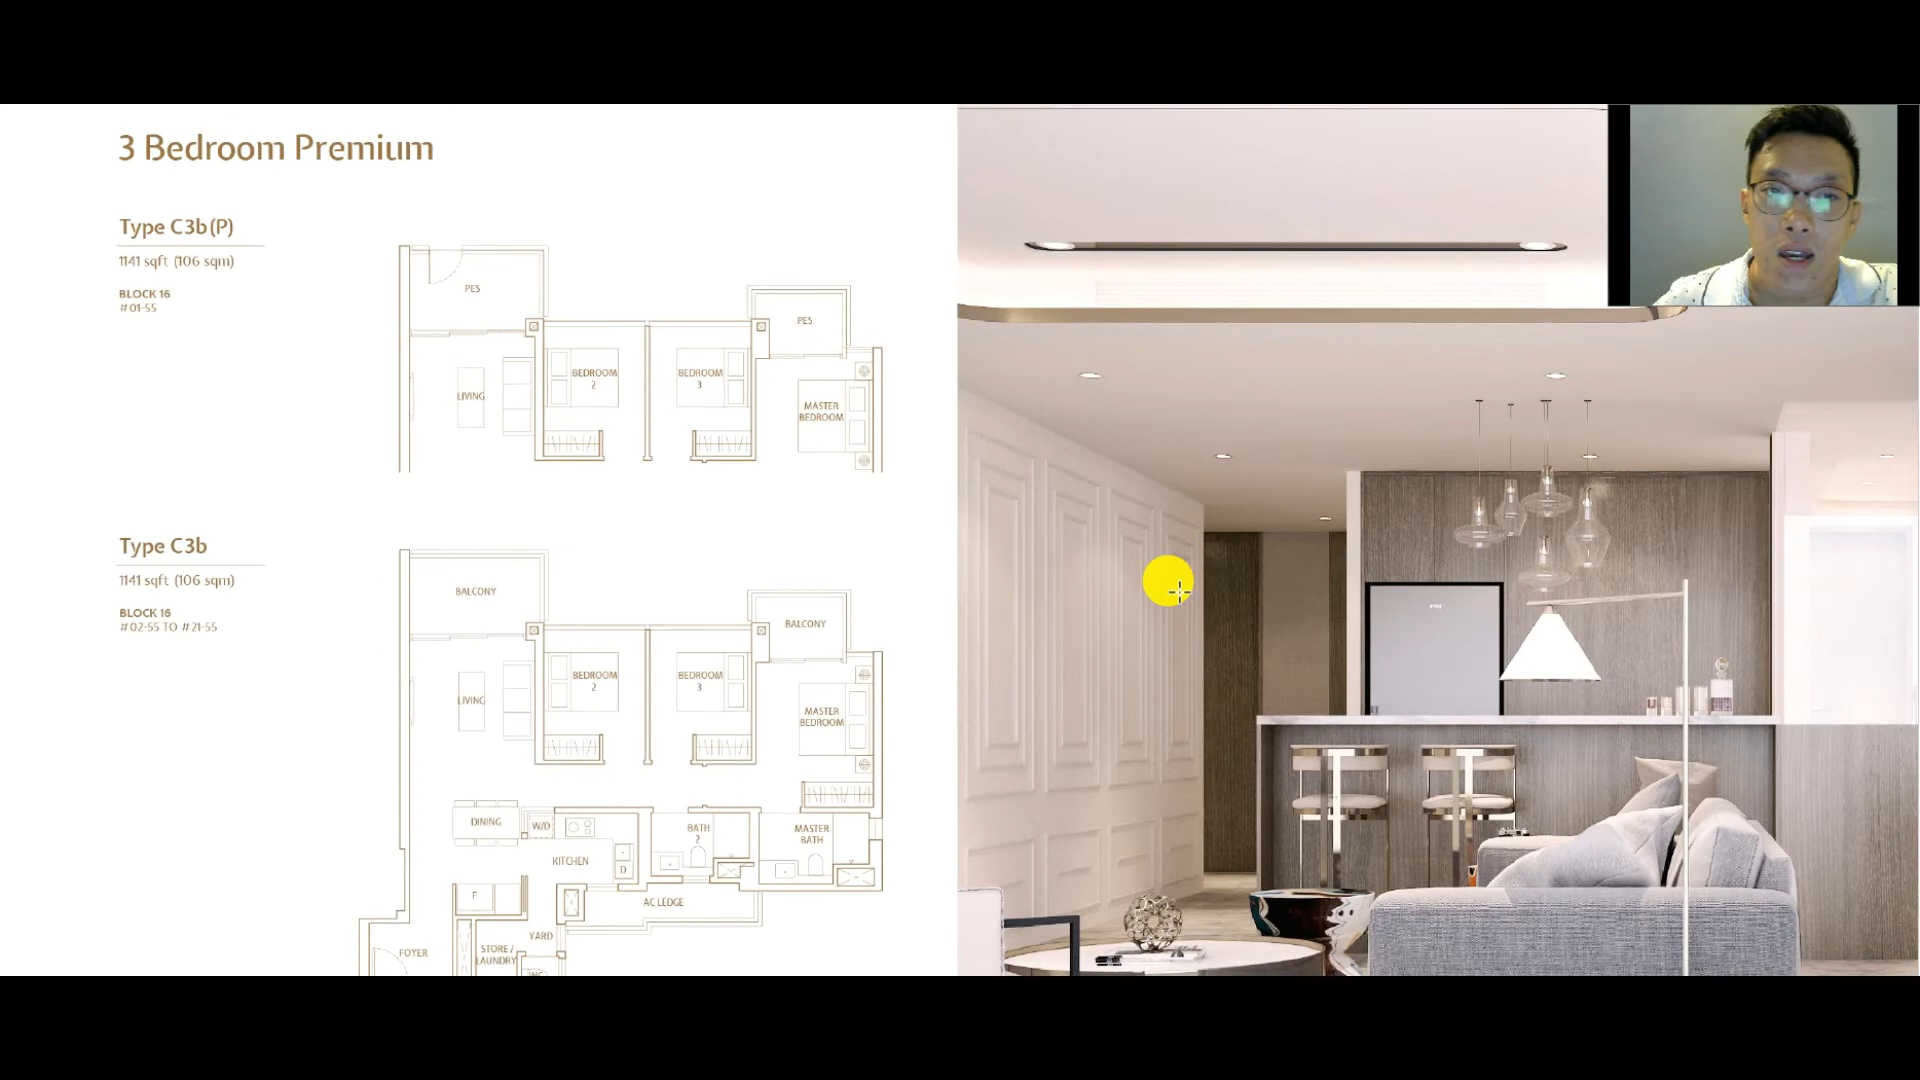 3 Bedroom Premium
Type C3b(P)
1141 sqft (106 sqm)
BLOCK 16
#01-55
PES
PES
LIVING
BEDROOM
2
BEDROOM
3
MASTER
BEDROOM
Type C3b
1141 sqft (106 sqm)
BLOCK 16
#02-55 TO #21-55
BALCONY
BALCONY
LIVING
BEDROOM
2
BEDROOM
3
MASTER
BEDROOM
DINING
W/D
KITCHEN
D
BATH
2
MASTER
BATH
F
AC LEDGE
YARD
FOYER
STORE /
LAUNDRY
WC